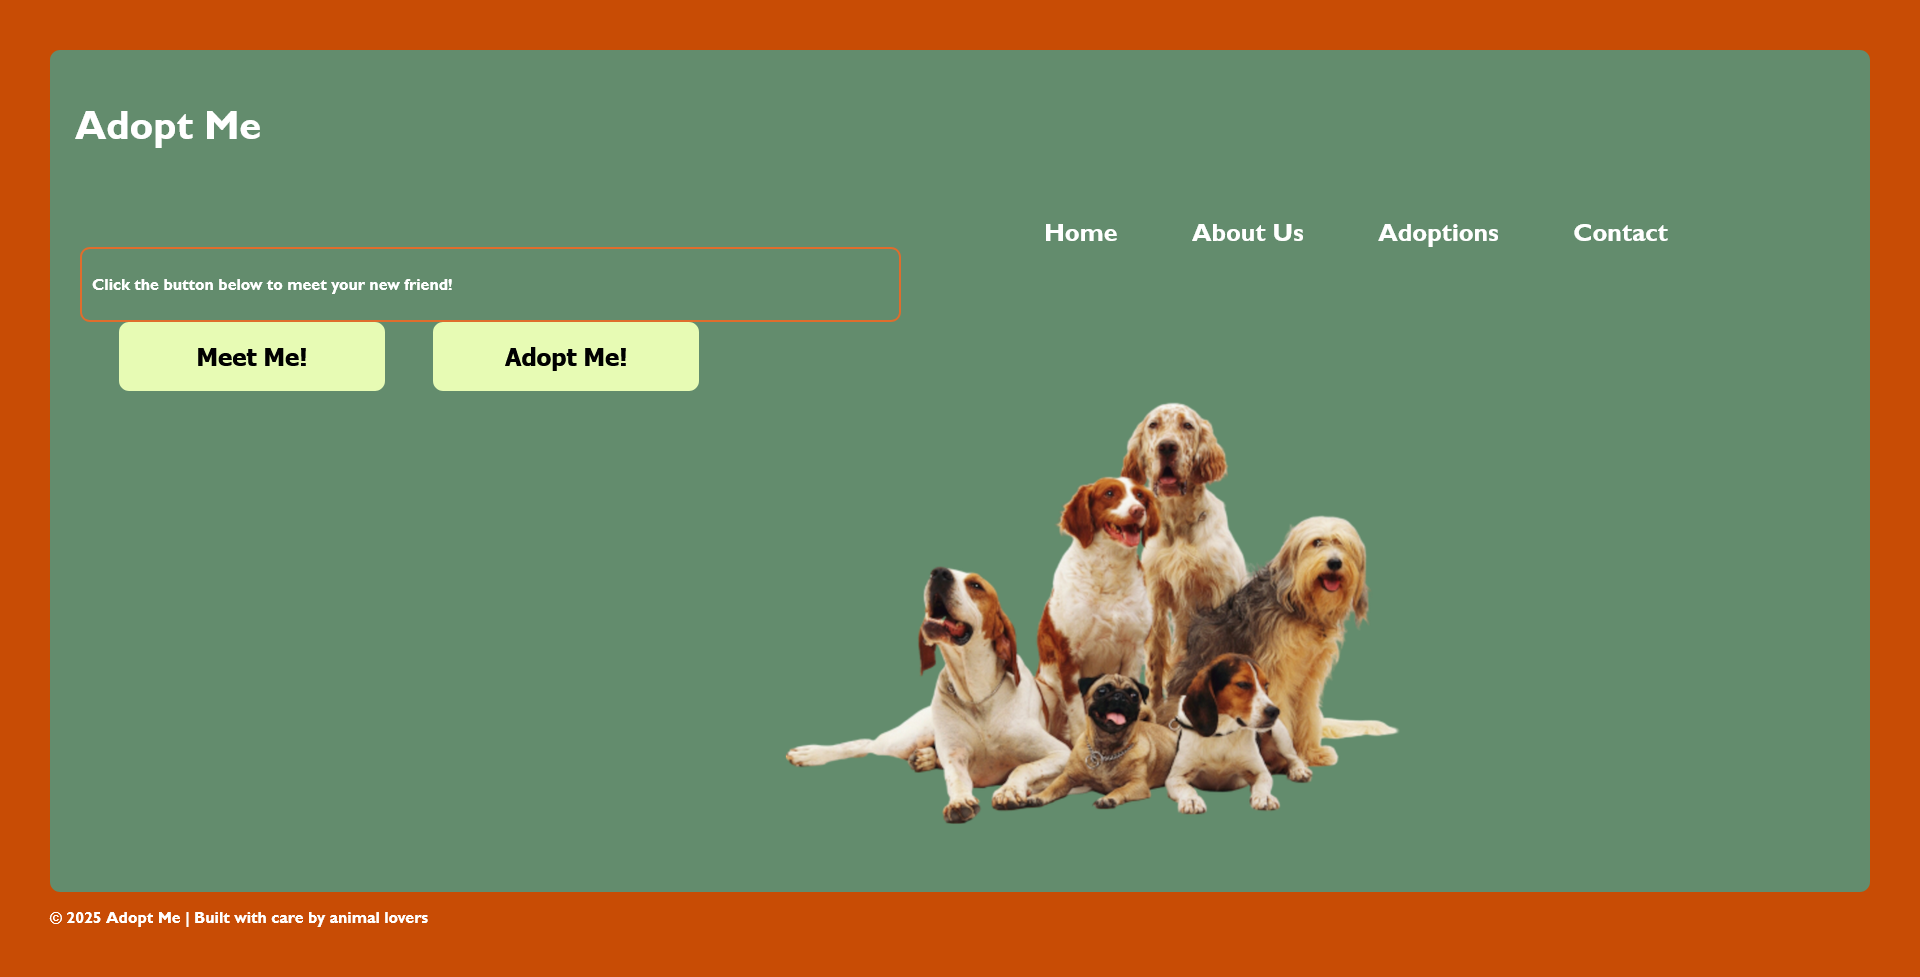 Adopt Me
Home About Us Adoptions Contact
Click the button below to meet your new friend!
Meet Me! Adopt Me!
© 2025 Adopt Me | Built with care by animal lovers